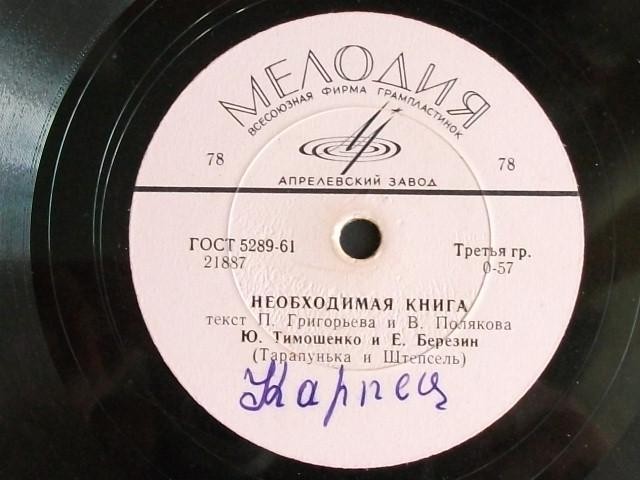 МЕЛОДИЯ
ВСЕСОЮЗНАЯ ФИРМА ГРАМПЛАСТИНОК
78 78
АПРЕЛЕВСКИЙ ЗАВОД
ГОСТ 5289-61 Третья гр.
21887 0-57
НЕОБХОДИМАЯ КНИГА
текст П. Григорьева и В. Полякова
Ю. Тимошенко и Е. Березин
(Тарапунька и Штепсель)
Карпец